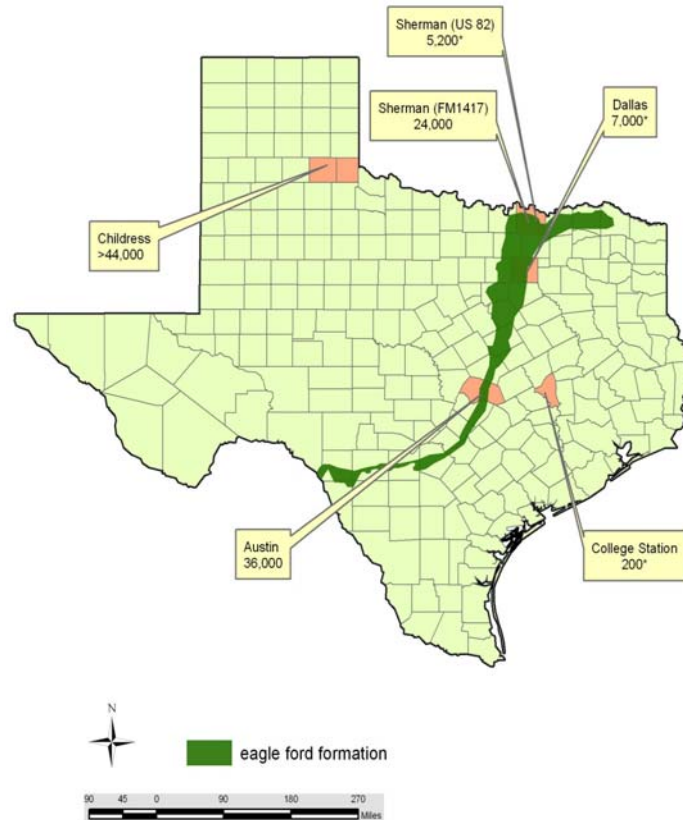 Sherman (US 82)
5,200*
Sherman (FM1417)
24,000
Dallas
7,000*
Childress
>44,000
Austin
36,000
College Station
200*
N
eagle ford formation
90 45 0 90 180 270
Miles